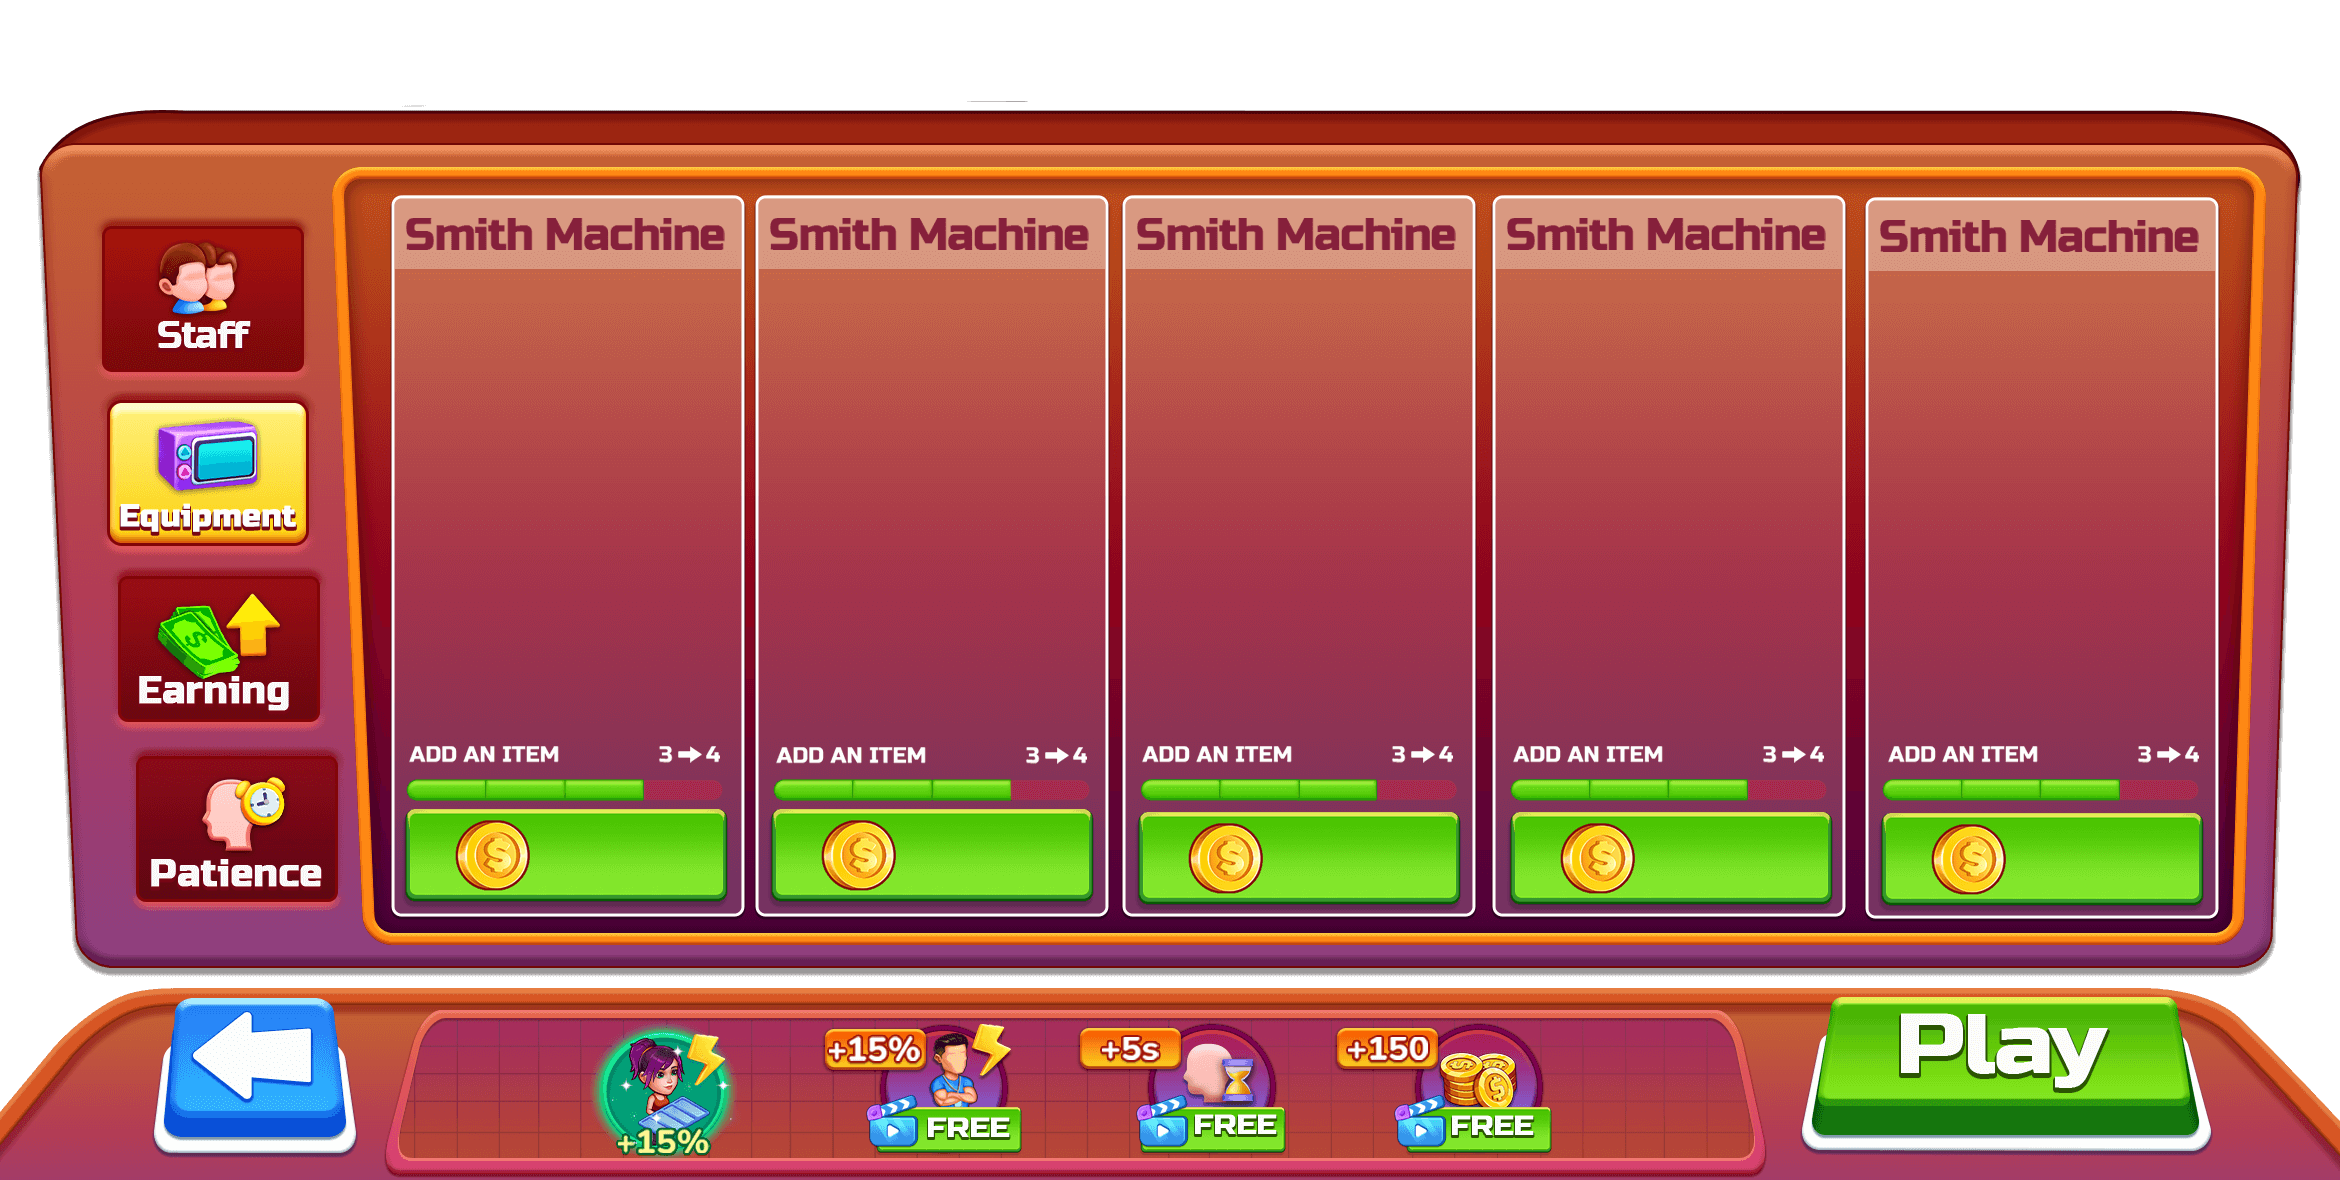 Smith Machine
Smith Machine
Smith Machine
Smith Machine
Smith Machine
Staff
Equipment
Earning
Patience
ADD AN ITEM 3➡4
ADD AN ITEM 3➡4
ADD AN ITEM 3➡4
ADD AN ITEM 3➡4
ADD AN ITEM 3➡4
+15%
+15%
FREE
+5s
FREE
+150
FREE
Play